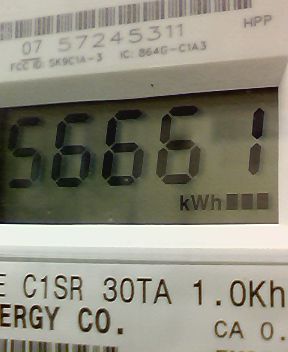 07 57245311 HPP
FCC ID: SK9C1A-3 IC: 864G-C1A3
56661
kWh
E C1SR 30TA 1.0Kh
ERGY CO.
CA 0.